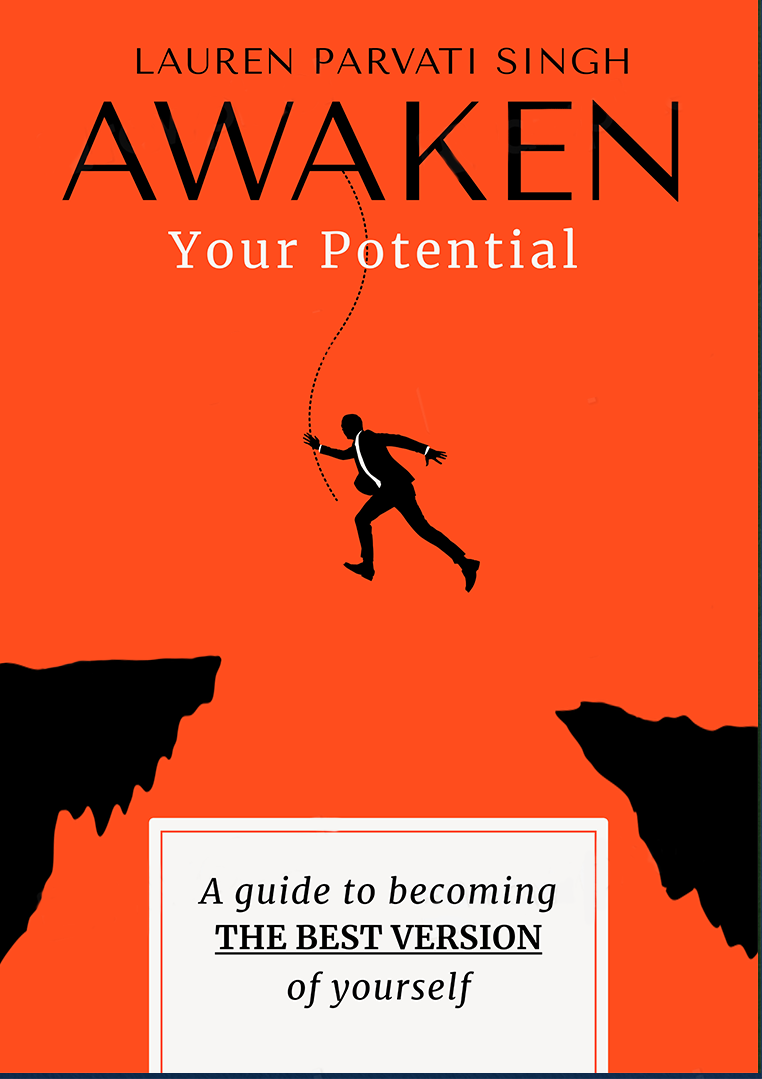 LAUREN PARVATI SINGH
AWAKEN
Your Potential
A guide to becoming
THE BEST VERSION
of yourself